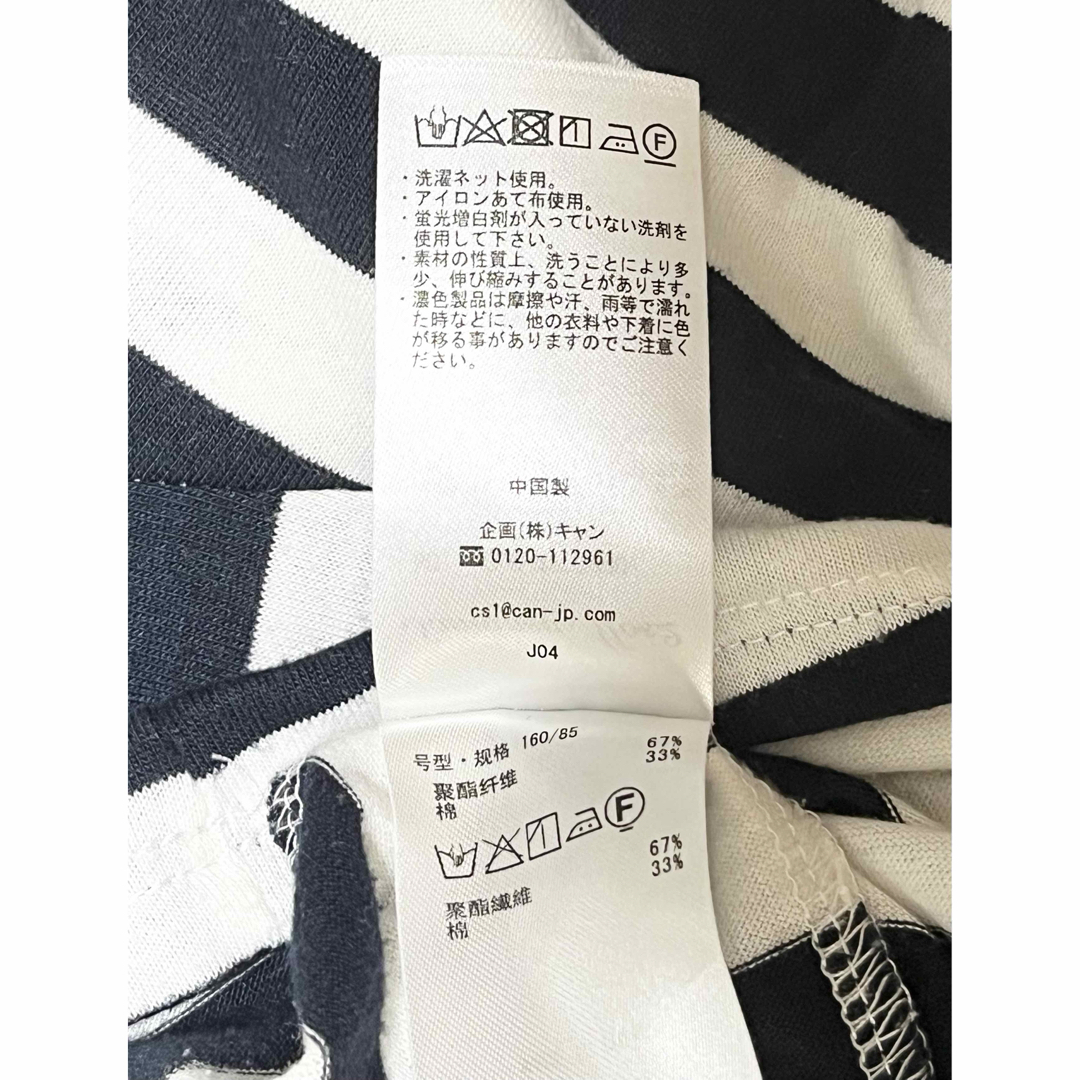 F
・洗濯ネット使用。
・アイロンあて布使用。
・蛍光増白剤が入っていない洗剤を
使用して下さい。
・素材の性質上、洗うことにより多
少、伸び縮みすることがあります。
・濃色製品は摩擦や汗、雨等で濡れ
た時などに、他の衣料や下着に色
が移る事がありますのでご注意く
ださい。
中国製
企画(株)キャン
0120-112961
cs1@can-jp.com
J04
号型・规格 160/85
聚酯纤维 67%
棉 33%
F
聚酯纖維 67%
棉 33%